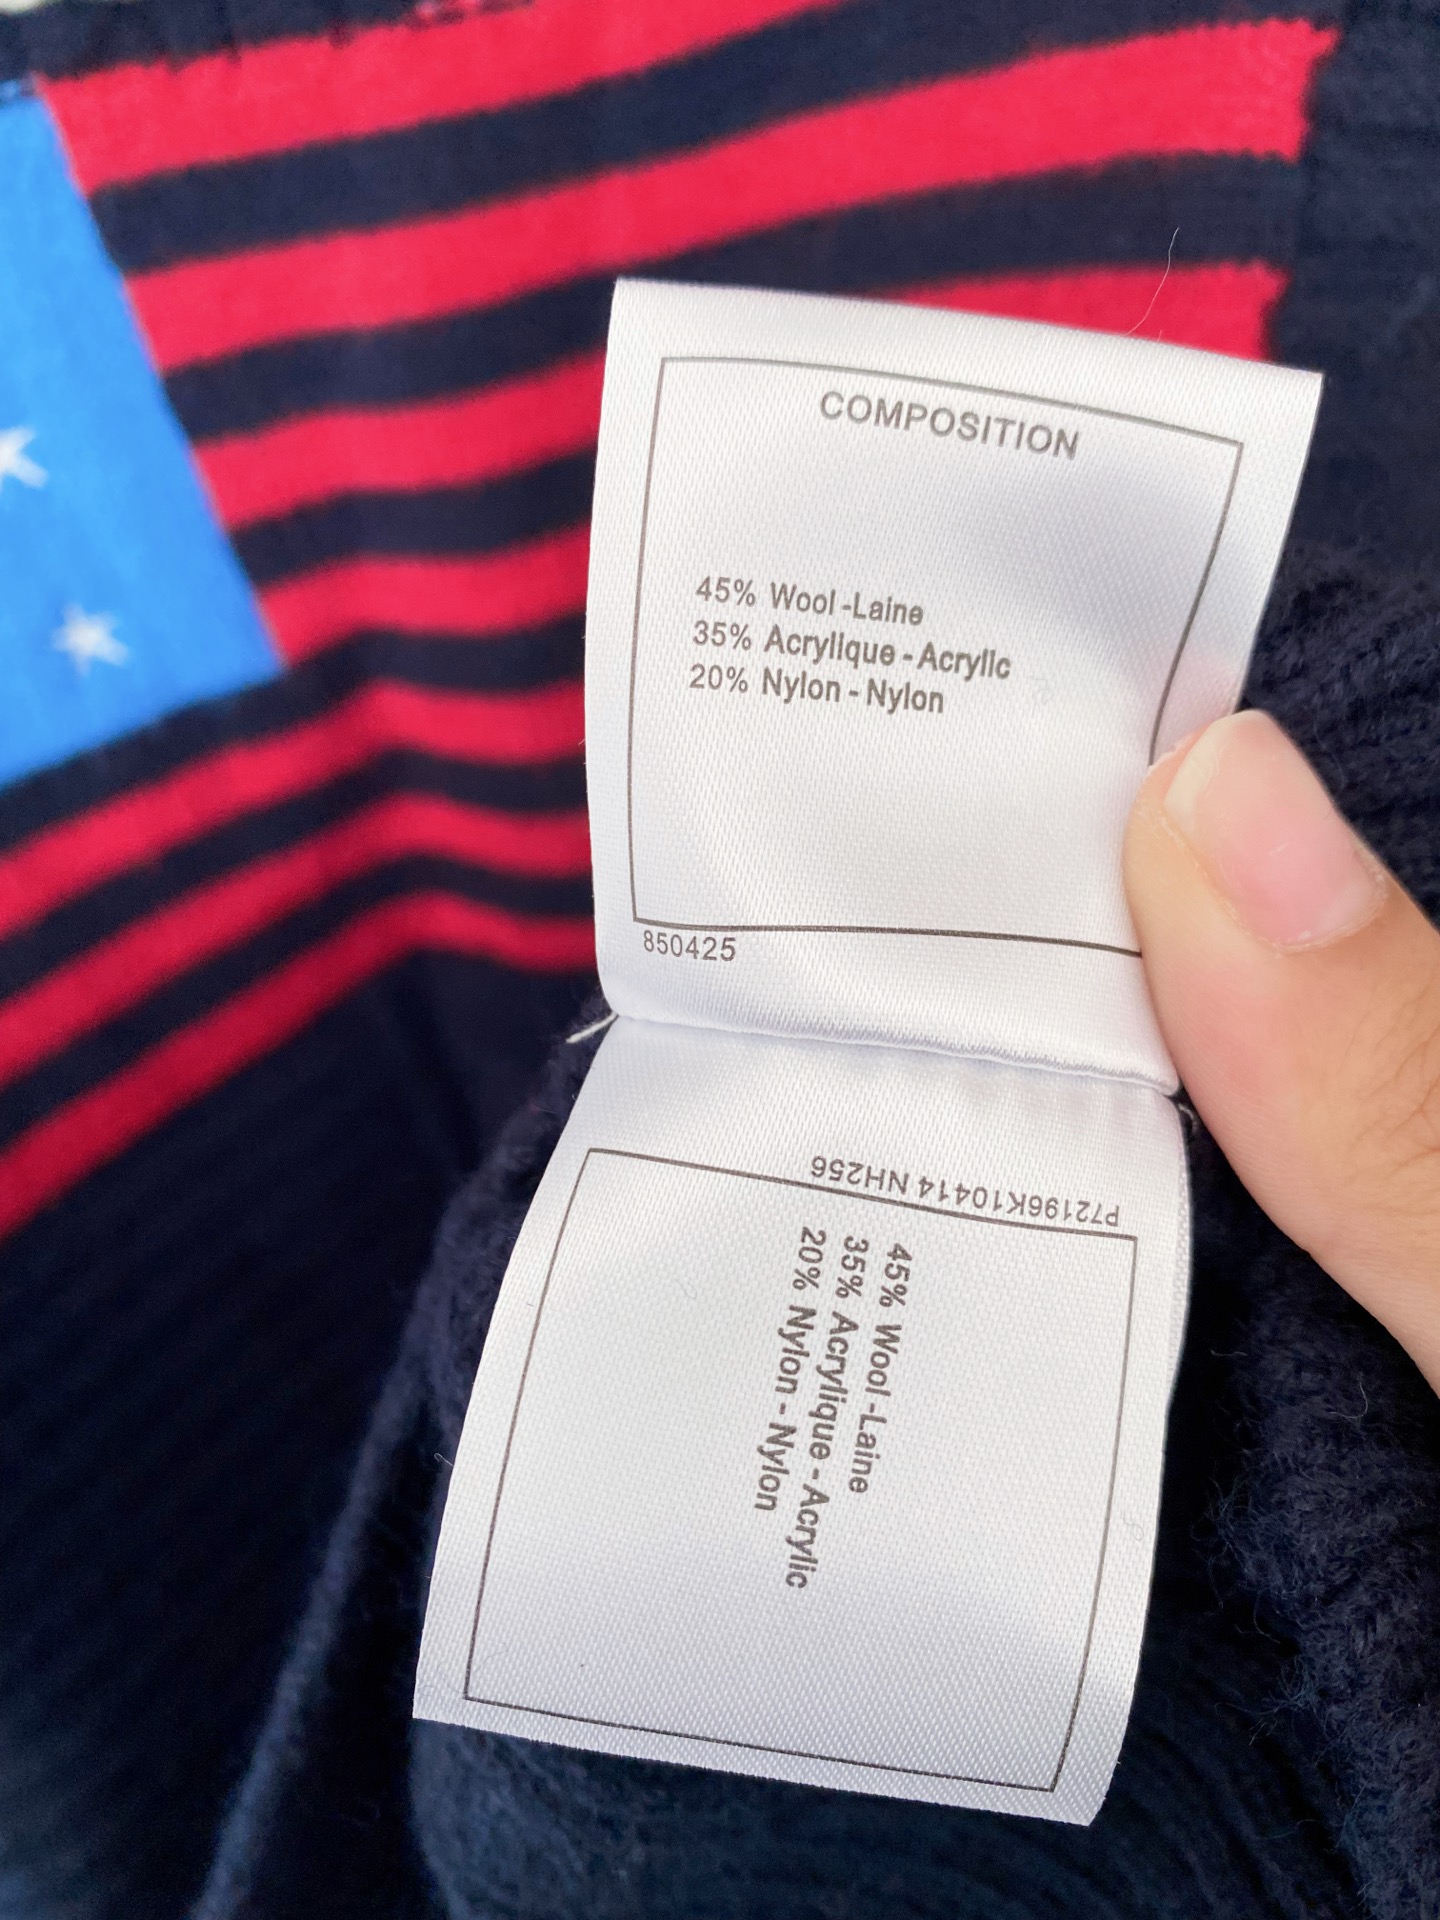 COMPOSITION
45% Wool -Laine
35% Acrylique - Acrylic
20% Nylon - Nylon
850425
P72196K10414 NH256
45% Wool -Laine
35% Acrylique - Acrylic
20% Nylon - Nylon